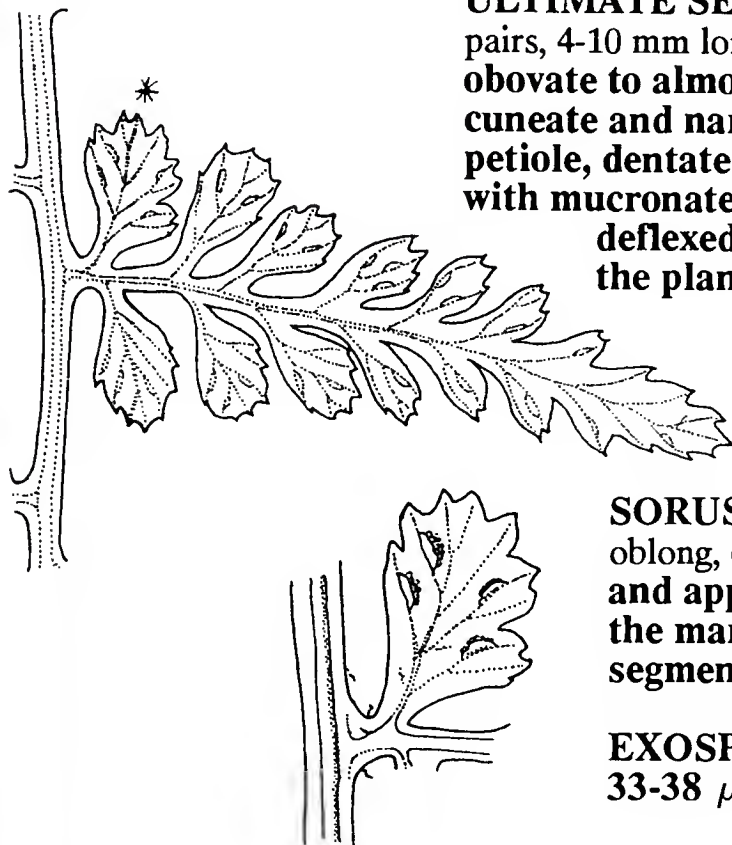 ULTIMATE SE
pairs, 4-10 mm lon
obovate to almo
cuneate and nar
petiole, dentate
with mucronate
deflexed
the plan
*
SORUS
oblong,
and app
the mar
segmen
EXOSP
33-38 μ